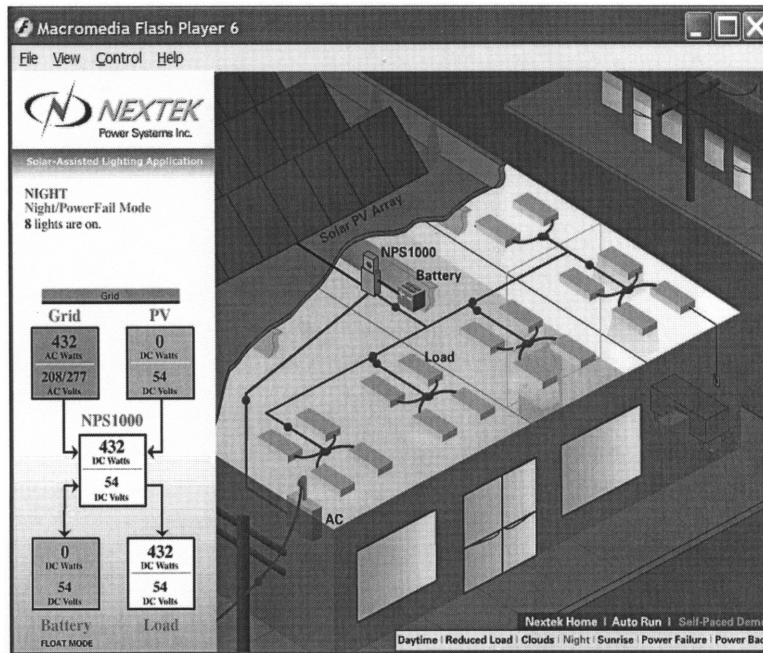 Macromedia Flash Player 6
File View Control Help
NEXTEK
Power Systems Inc.
Solar-Assisted Lighting Application
NIGHT
Night/PowerFail Mode
8 lights are on.
Grid
Grid PV
432
AC Watts
208/277
AC Volts
0
DC Watts
54
DC Volts
NPS1000
432
DC Watts
54
DC Volts
0
DC Watts
54
DC Volts
432
DC Watts
54
DC Volts
Battery Load
FLOAT MODE
Solar PV Array
NPS1000
Battery
Load
AC
Nextek Home | Auto Run | Self-Paced Demo
Daytime | Reduced Load | Clouds | Night | Sunrise | Power Failure | Power Bac